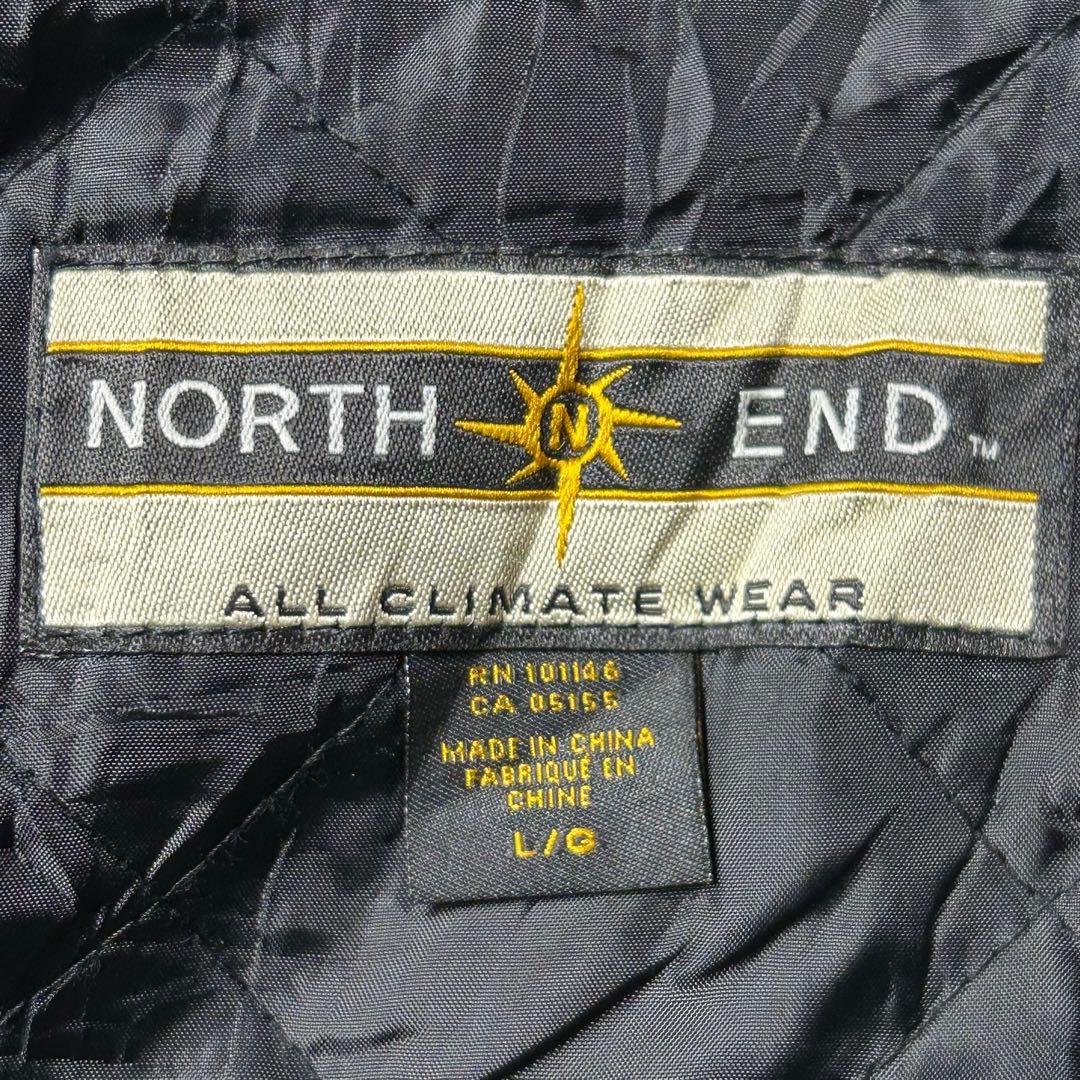 NORTH N END™
ALL CLIMATE WEAR
RN 101146
CA 05155
MADE IN CHINA
FABRIQUÉ EN
CHINE
L/G